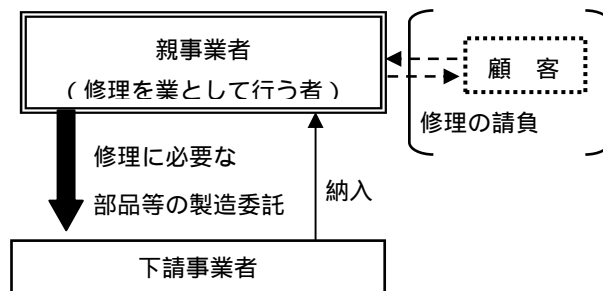 親事業者
(修理を業として行う者)
顧　客
修理の請負
修理に必要な
部品等の製造委託
納入
下請事業者